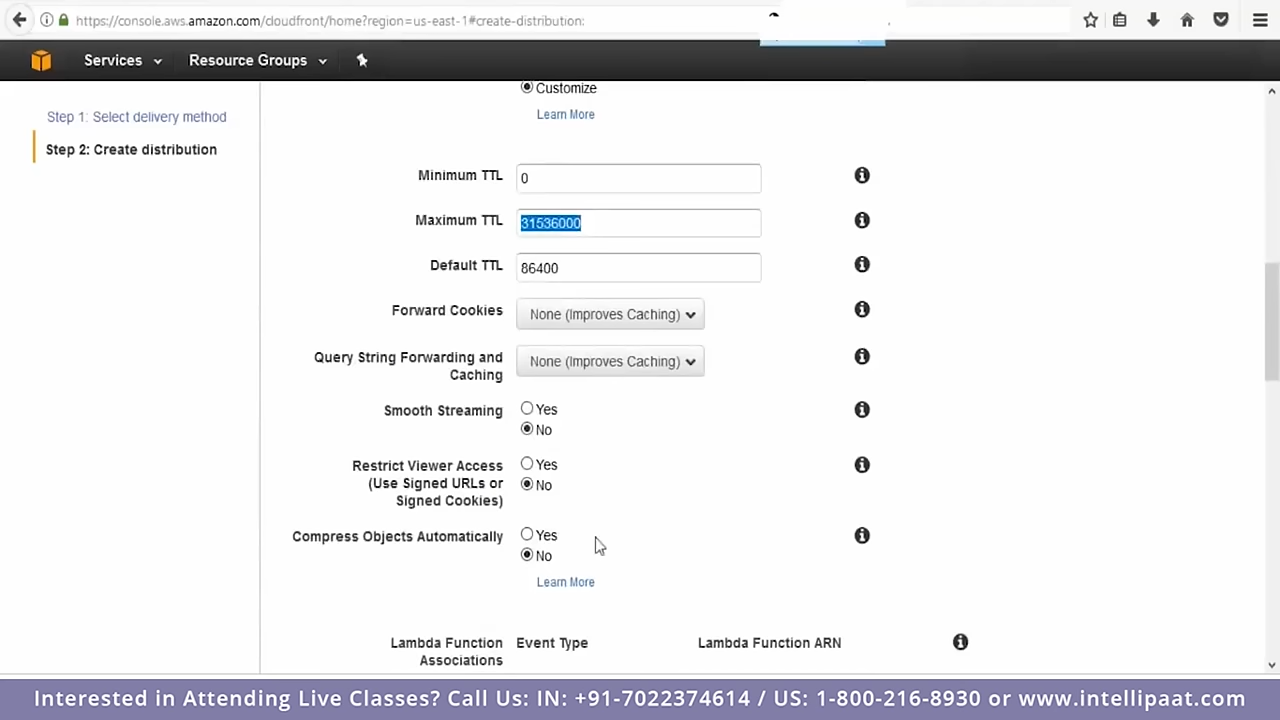 https://console.aws.amazon.com/cloudfront/home?region=us-east-1#create-distribution:
Services Resource Groups
Step 1: Select delivery method
Step 2: Create distribution
Customize
Learn More
Minimum TTL 0
Maximum TTL 31536000
Default TTL 86400
Forward Cookies None (Improves Caching)
Query String Forwarding and
Caching
None (Improves Caching)
Smooth Streaming
Yes
No
Restrict Viewer Access
(Use Signed URLs or
Signed Cookies)
Yes
No
Compress Objects Automatically
Yes
No
Learn More
Lambda Function
Associations
Event Type Lambda Function ARN
Interested in Attending Live Classes? Call Us: IN: +91-7022374614 / US: 1-800-216-8930 or www.intellipaat.com